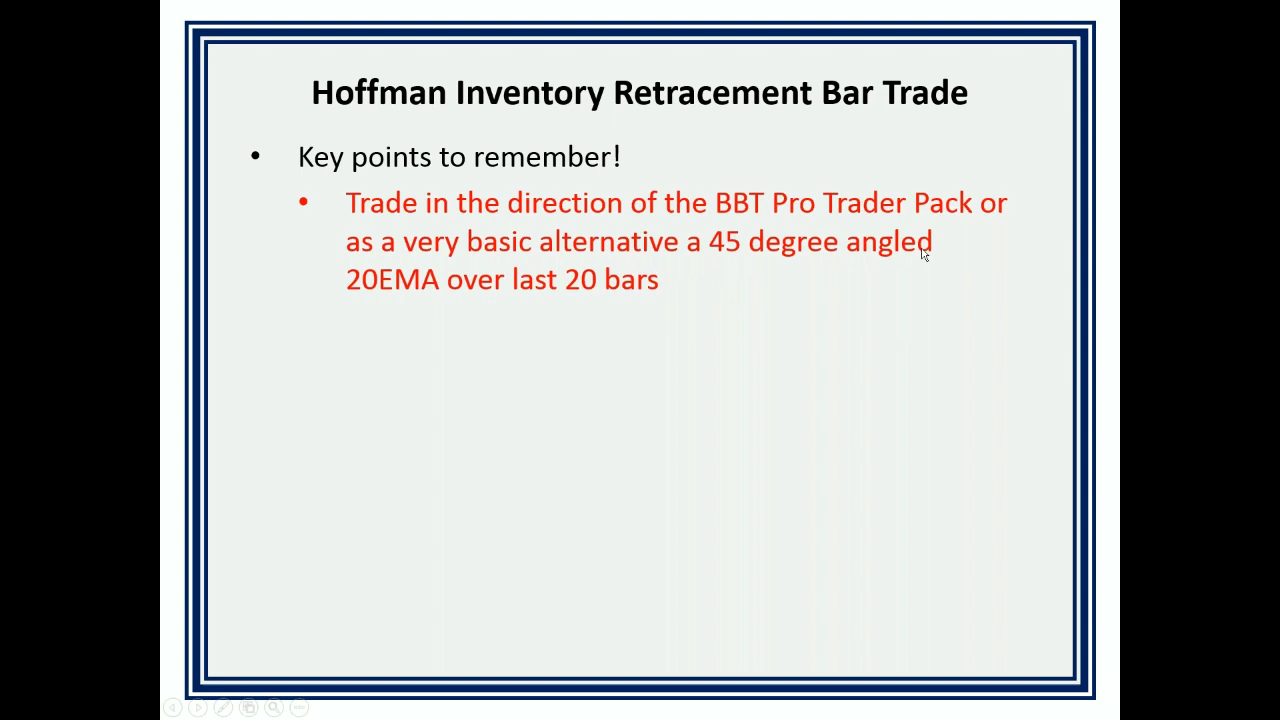 Hoffman Inventory Retracement Bar Trade
• Key points to remember!
• Trade in the direction of the BBT Pro Trader Pack or
as a very basic alternative a 45 degree angled
20EMA over last 20 bars